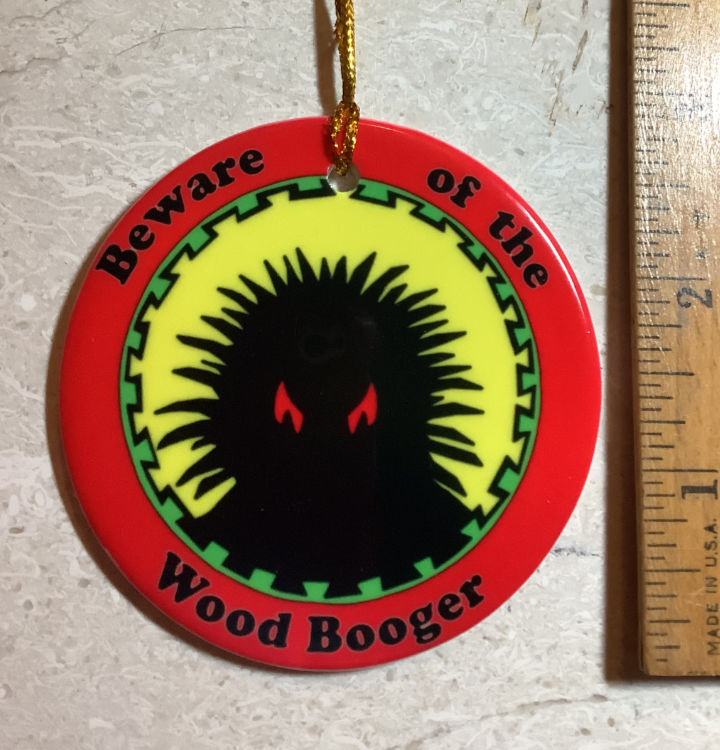 Beware of the
Wood Booger
2
1
MADE IN U.S.A.